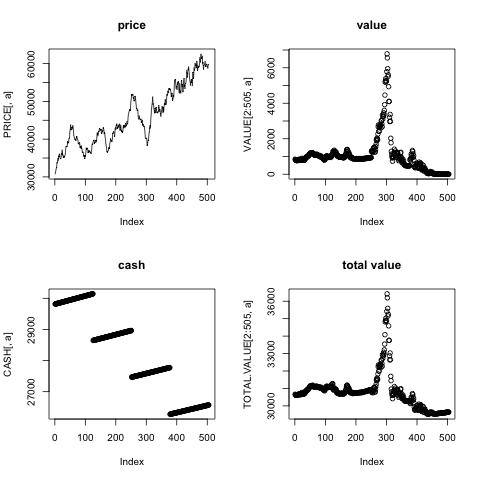 price
PRICE[, a]
30000 40000 50000 60000
0 100 200 300 400 500
Index
value
VALUE[2:505, a]
0 2000 4000 6000
0 100 200 300 400 500
Index
cash
CASH[, a]
27000 29000
0 100 200 300 400 500
Index
total value
TOTAL.VALUE[2:505, a]
30000 31000 33000 36000
0 100 200 300 400 500
Index